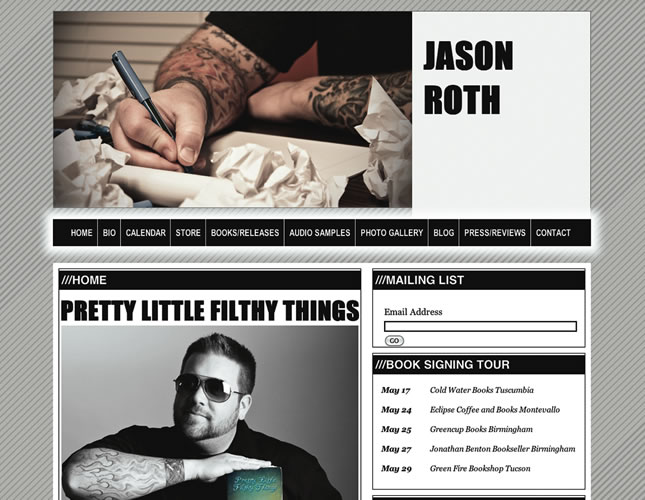 JASON
ROTH
HOME BIO CALENDAR STORE BOOKS/RELEASES AUDIO SAMPLES PHOTO GALLERY BLOG PRESS/REVIEWS CONTACT
///HOME
PRETTY LITTLE FILTHY THINGS
Pretty Little
Filthy Things
///MAILING LIST
Email Address
GO
///BOOK SIGNING TOUR
May 17 Cold Water Books Tuscumbia
May 24 Eclipse Coffee and Books Montevallo
May 25 Greencup Books Birmingham
May 27 Jonathan Benton Bookseller Birmingham
May 29 Green Fire Bookshop Tucson